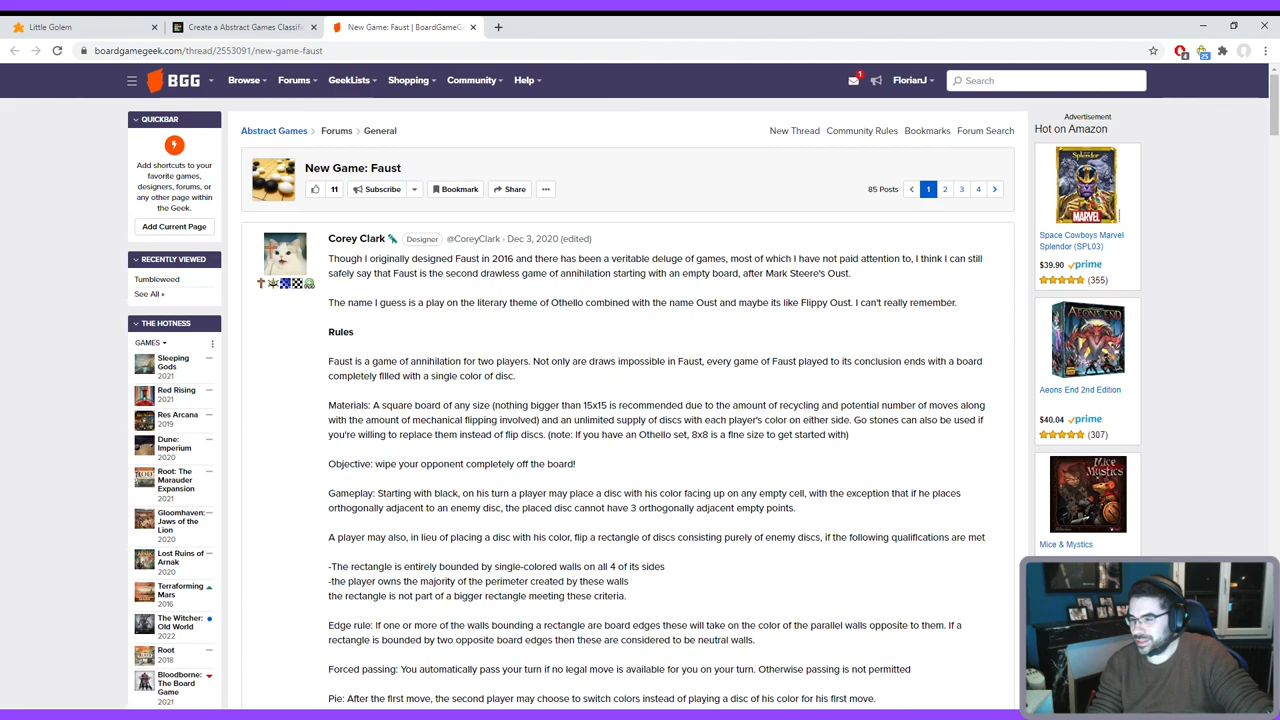 Little Golem
Create a Abstract Games Classifi
New Game: Faust | BoardGameG
boardgamegeek.com/thread/2553091/new-game-faust
BGG
Browse
Forums
GeekLists
Shopping
Community
Help
1
FlorianJ
Search
QUICKBAR
Add shortcuts to your
favorite games,
designers, forums, or
any other page within
the Geek.
Add Current Page
RECENTLY VIEWED
Tumbleweed
See All »
THE HOTNESS
GAMES
Sleeping
Gods
2021
Red Rising
2021
Res Arcana
2019
Dune:
Imperium
2020
Root: The
Marauder
Expansion
2021
Gloomhaven:
Jaws of the
Lion
2020
Lost Ruins of
Arnak
2020
Terraforming
Mars
2016
The Witcher:
Old World
2022
Root
2018
Bloodborne:
The Board
Game
2021
Abstract Games > Forums > General
New Thread Community Rules Bookmarks Forum Search
New Game: Faust
11 Subscribe Bookmark Share
85 Posts 1 2 3 4
Corey Clark Designer @CoreyClark · Dec 3, 2020 (edited)
Though I originally designed Faust in 2016 and there has been a veritable deluge of games, most of which I have not paid attention to, I think I can still
safely say that Faust is the second drawless game of annihilation starting with an empty board, after Mark Steere's Oust.
The name I guess is a play on the literary theme of Othello combined with the name Oust and maybe its like Flippy Oust. I can't really remember.
Rules
Faust is a game of annihilation for two players. Not only are draws impossible in Faust, every game of Faust played to its conclusion ends with a board
completely filled with a single color of disc.
Materials: A square board of any size (nothing bigger than 15x15 is recommended due to the amount of recycling and potential number of moves along
with the amount of mechanical flipping involved) and an unlimited supply of discs with each player's color on either side. Go stones can also be used if
you're willing to replace them instead of flip discs. (note: If you have an Othello set, 8x8 is a fine size to get started with)
Objective: wipe your opponent completely off the board!
Gameplay: Starting with black, on his turn a player may place a disc with his color facing up on any empty cell, with the exception that if he places
orthogonally adjacent to an enemy disc, the placed disc cannot have 3 orthogonally adjacent empty points.
A player may also, in lieu of placing a disc with his color, flip a rectangle of discs consisting purely of enemy discs, if the following qualifications are met
-The rectangle is entirely bounded by single-colored walls on all 4 of its sides
-the player owns the majority of the perimeter created by these walls
the rectangle is not part of a bigger rectangle meeting these criteria.
Edge rule: If one or more of the walls bounding a rectangle are board edges these will take on the color of the parallel walls opposite to them. If a
rectangle is bounded by two opposite board edges then these are considered to be neutral walls.
Forced passing: You automatically pass your turn if no legal move is available for you on your turn. Otherwise passing is not permitted
Pie: After the first move, the second player may choose to switch colors instead of playing a disc of his color for his first move.
Advertisement
Hot on Amazon
Splendor
MARVEL
Space Cowboys Marvel
Splendor (SPL03)
$39.90 prime
(355)
AEON'S END
Aeons End 2nd Edition
$40.04 prime
(307)
MICE and MYSTICS
Mice & Mystics